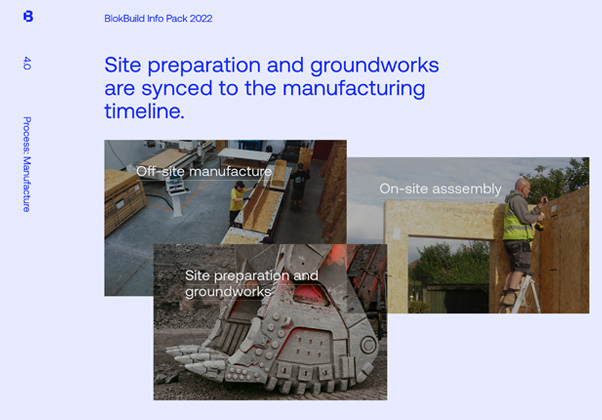 B
BlokBuild Info Pack 2022
4.0
Process: Manufacture
Site preparation and groundworks
are synced to the manufacturing
timeline.
Off-site manufacture
On-site asssembly
Site preparation and
groundworks